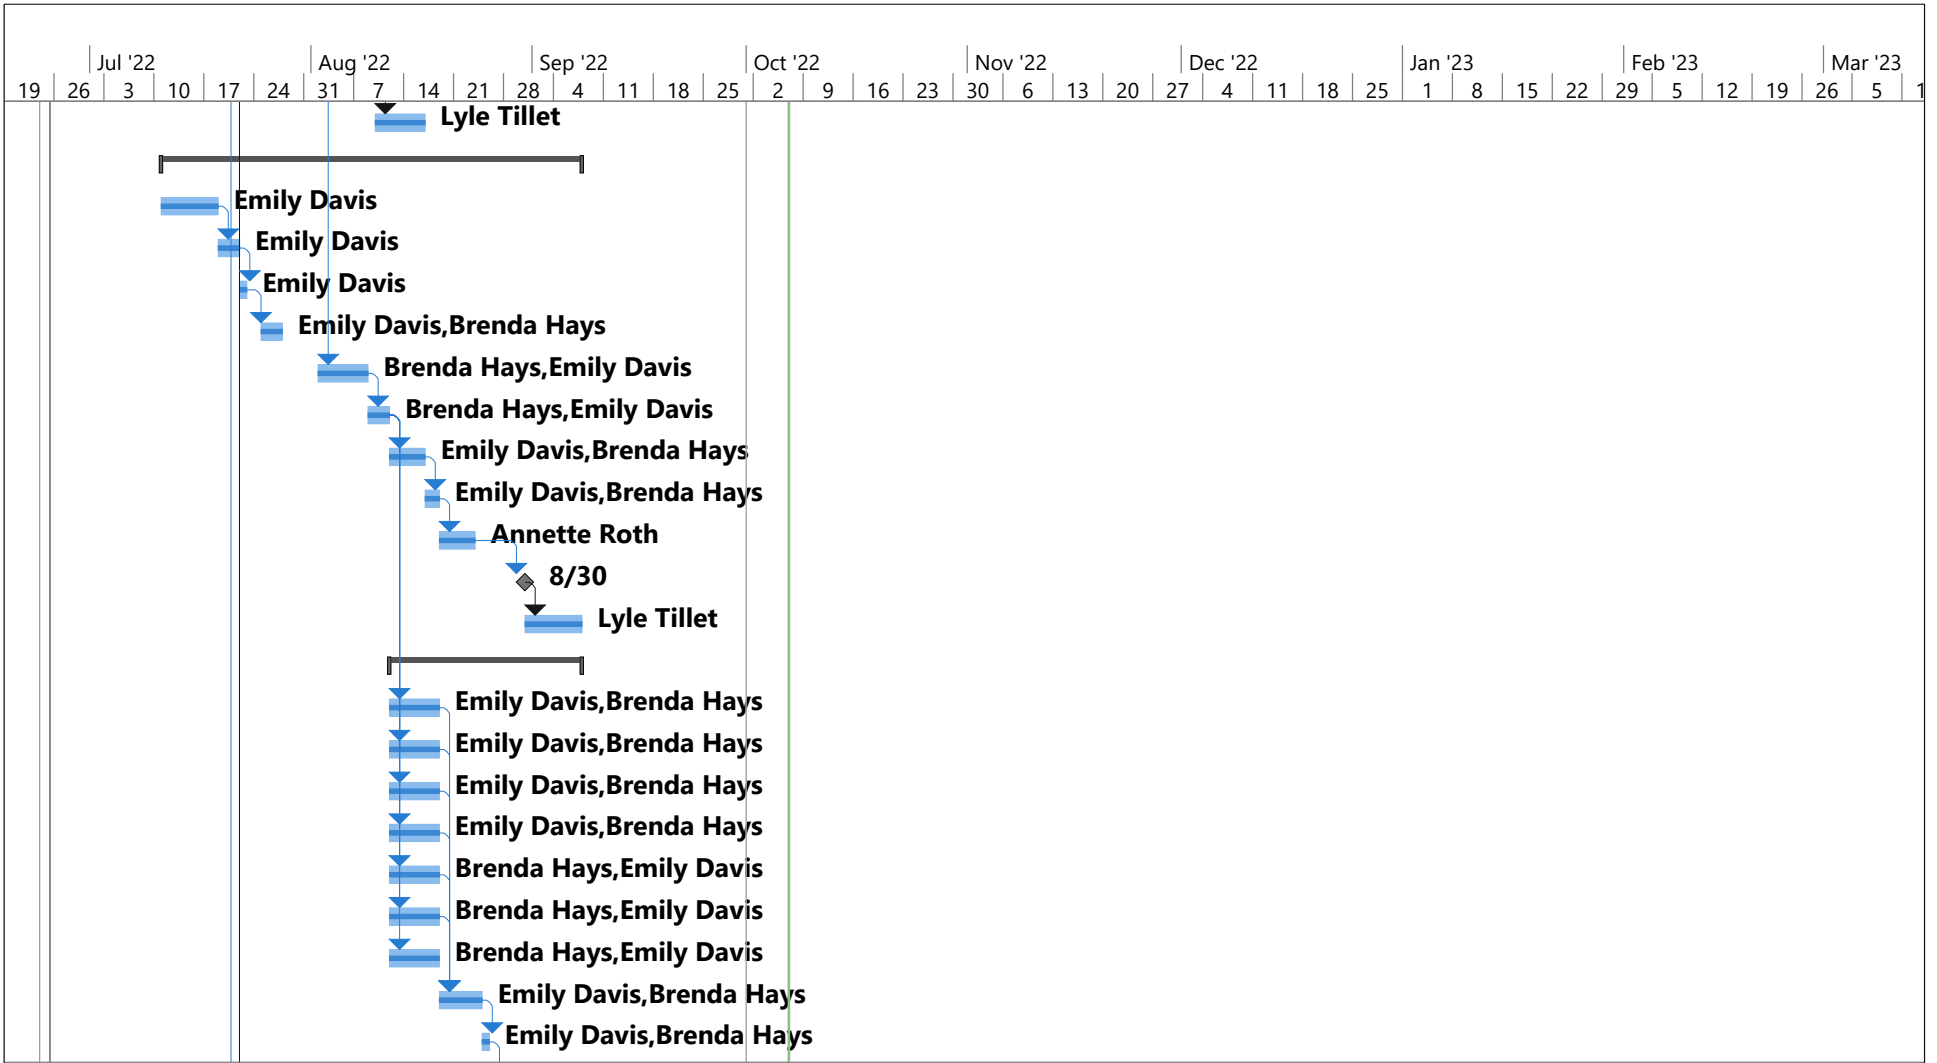 Jul '22 Aug '22 Sep '22 Oct '22 Nov '22 Dec '22 Jan '23 Feb '23 Mar '23
19 26 3 10 17 24 31 7 14 21 28 4 11 18 25 2 9 16 23 30 6 13 20 27 4 11 18 25 1 8 15 22 29 5 12 19 26 5 1
Lyle Tillet
Emily Davis
Emily Davis
Emily Davis
Emily Davis,Brenda Hays
Brenda Hays,Emily Davis
Brenda Hays,Emily Davis
Emily Davis,Brenda Hays
Emily Davis,Brenda Hays
Annette Roth
8/30
Lyle Tillet
Emily Davis,Brenda Hays
Emily Davis,Brenda Hays
Emily Davis,Brenda Hays
Emily Davis,Brenda Hays
Brenda Hays,Emily Davis
Brenda Hays,Emily Davis
Brenda Hays,Emily Davis
Emily Davis,Brenda Hays
Emily Davis,Brenda Hays